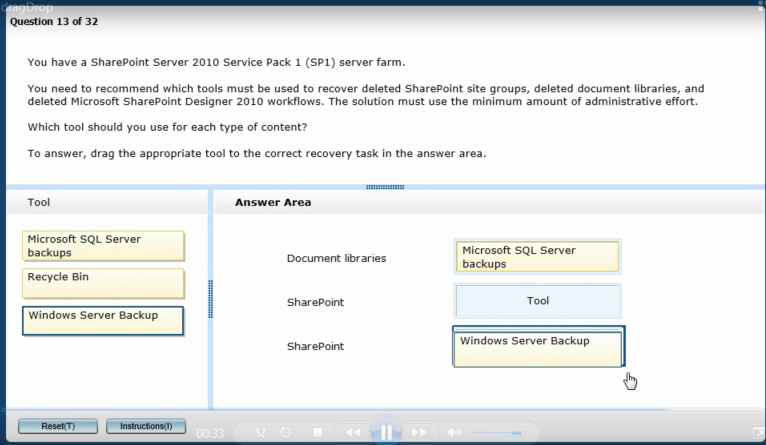 dragDrop
Question 13 of 32
You have a SharePoint Server 2010 Service Pack 1 (SP1) server farm.
You need to recommend which tools must be used to recover deleted SharePoint site groups, deleted document libraries, and
deleted Microsoft SharePoint Designer 2010 workflows. The solution must use the minimum amount of administrative effort.
Which tool should you use for each type of content?
To answer, drag the appropriate tool to the correct recovery task in the answer area.
Tool
Microsoft SQL Server
backups
Recycle Bin
Windows Server Backup
Answer Area
Document libraries
Microsoft SQL Server
backups
SharePoint
Tool
SharePoint
Windows Server Backup
Reset(T)
Instructions(I)
00:33